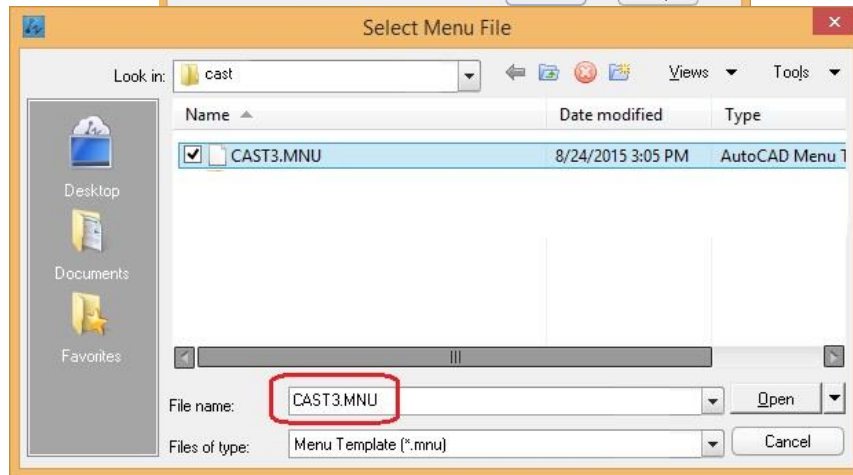 Select Menu File
Look in: cast Views Tools
Name Date modified Type
CAST3.MNU 8/24/2015 3:05 PM AutoCAD Menu T
Desktop
Documents
Favorites
File name: CAST3.MNU Open
Files of type: Menu Template (*.mnu) Cancel